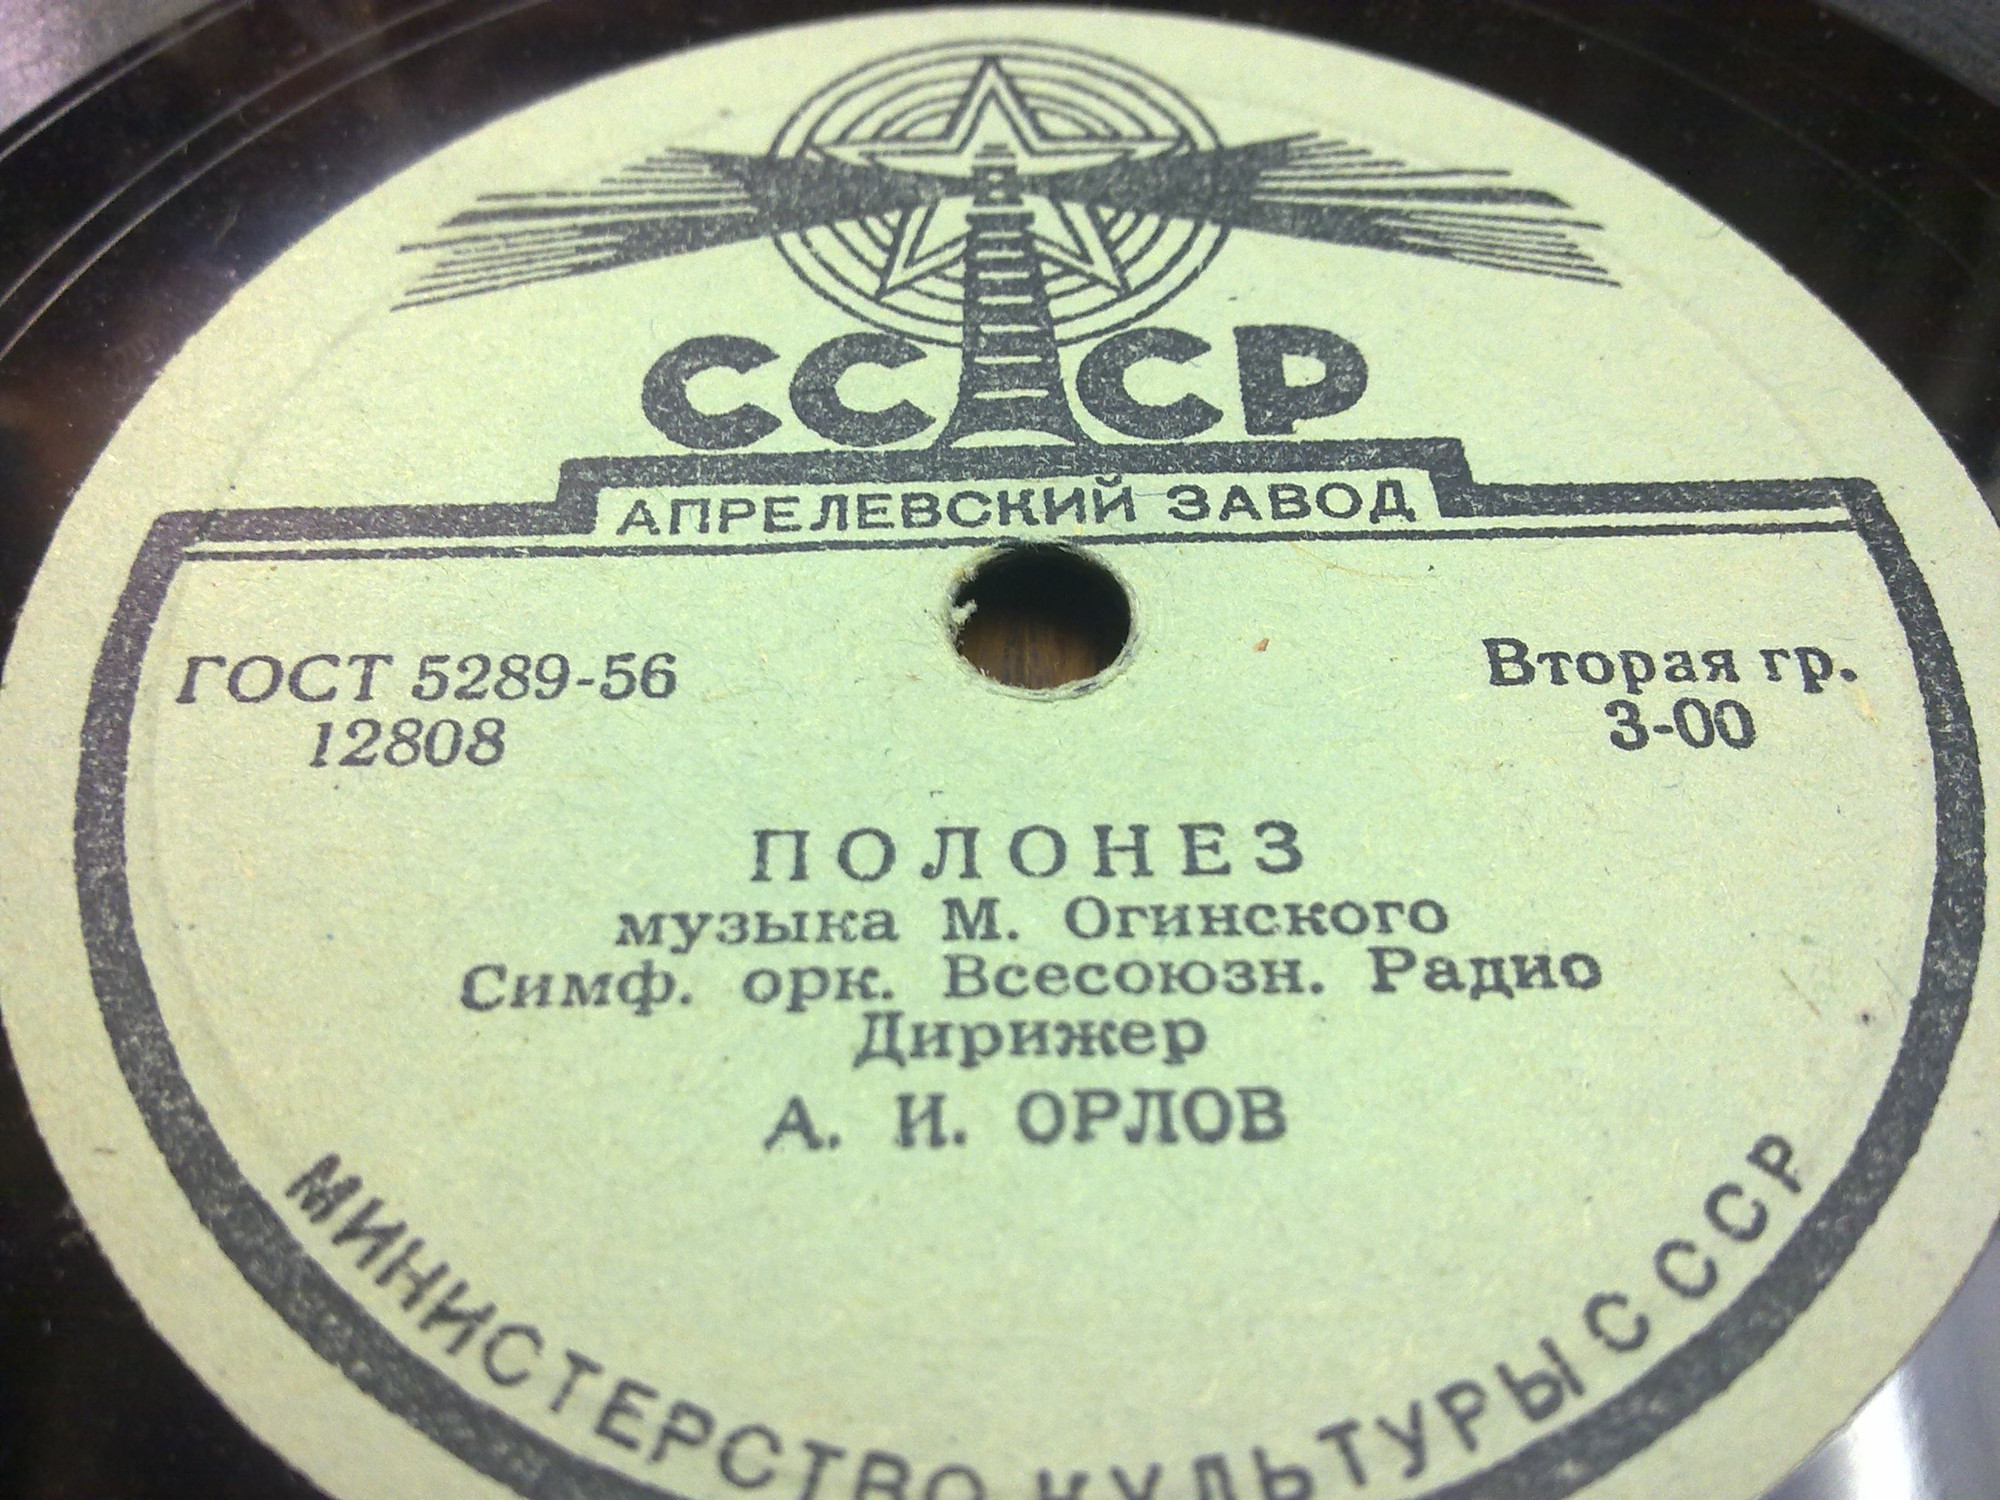 СССР
АПРЕЛЕВСКИЙ ЗАВОД
ГОСТ 5289-56
12808
Вторая гр.
3-00
ПОЛОНЕЗ
музыка М. Огинского
Симф. орк. Всесоюзн. Радио
Дирижер
А. И. ОРЛОВ
МИНИСТЕРСТВО КУЛЬТУРЫ СССР